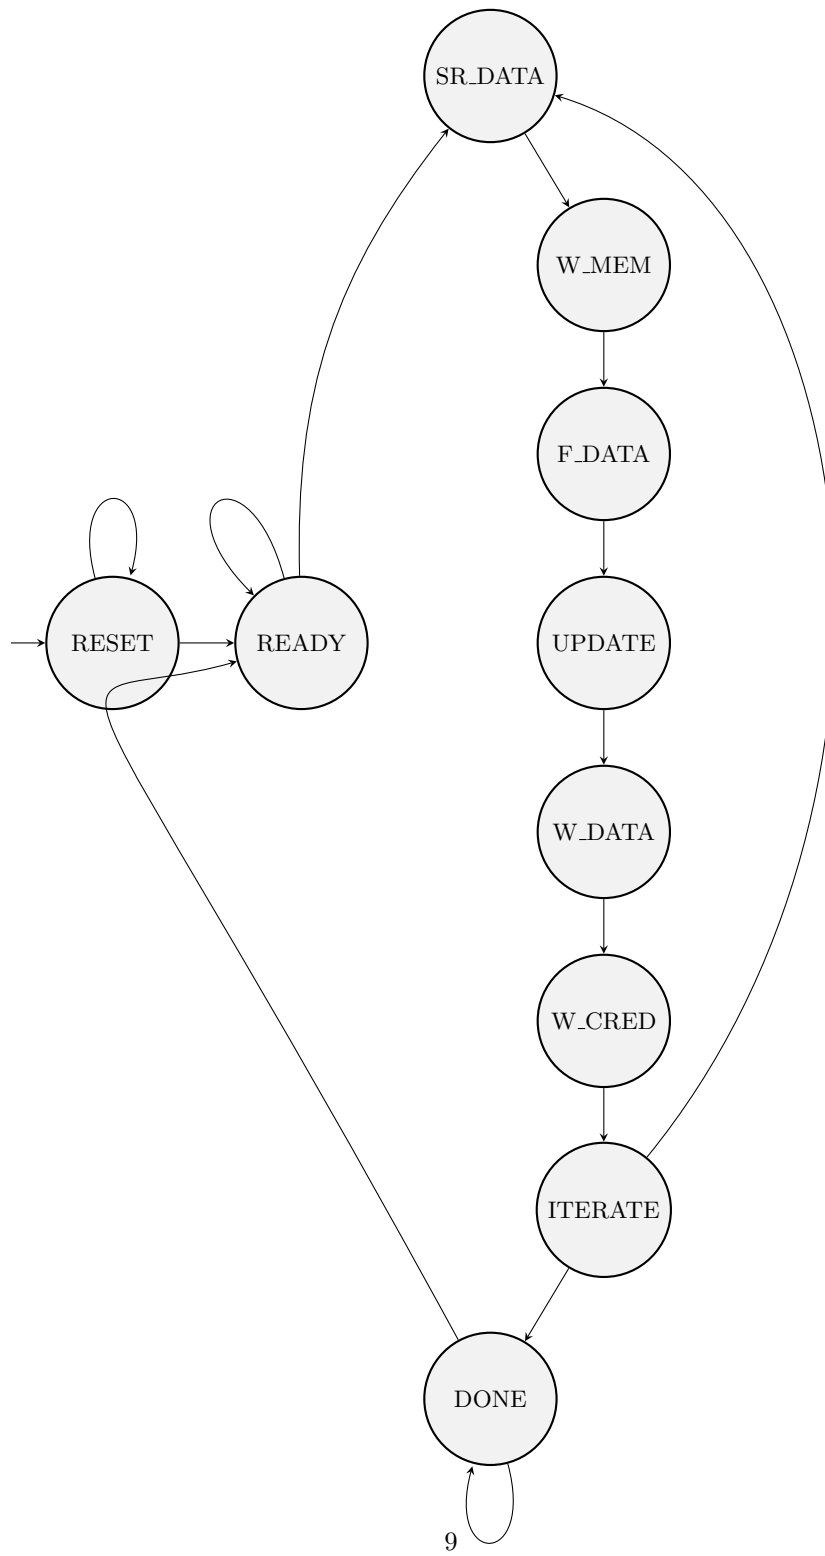 SR_DATA
W_MEM
F_DATA
RESET
READY
UPDATE
W_DATA
W_CRED
ITERATE
DONE
9